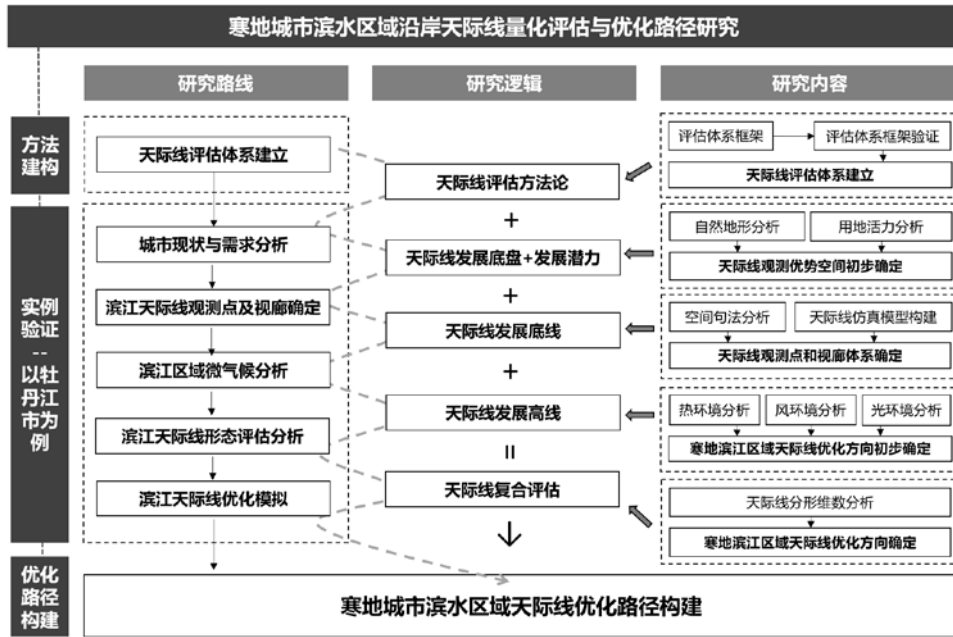 寒地城市滨水区域沿岸天际线量化评估与优化路径研究
研究路线
研究逻辑
研究内容
方法
建构
天际线评估体系建立
天际线评估方法论
评估体系框架
评估体系框架验证
天际线评估体系建立
实例
验证
--
以牡
丹江
市为
例
城市现状与需求分析
滨江天际线观测点及视廊确定
滨江区域微气候分析
滨江天际线形态评估分析
滨江天际线优化模拟
+
天际线发展底盘+发展潜力
+
天际线发展底线
+
天际线发展高线
=
天际线复合评估
自然地形分析
用地活力分析
天际线观测优势空间初步确定
空间句法分析
天际线仿真模型构建
天际线观测点和视廊体系确定
热环境分析
风环境分析
光环境分析
寒地滨江区域天际线优化方向初步确定
天际线分形维数分析
寒地滨江区域天际线优化方向确定
优化
路径
构建
寒地城市滨水区域天际线优化路径构建